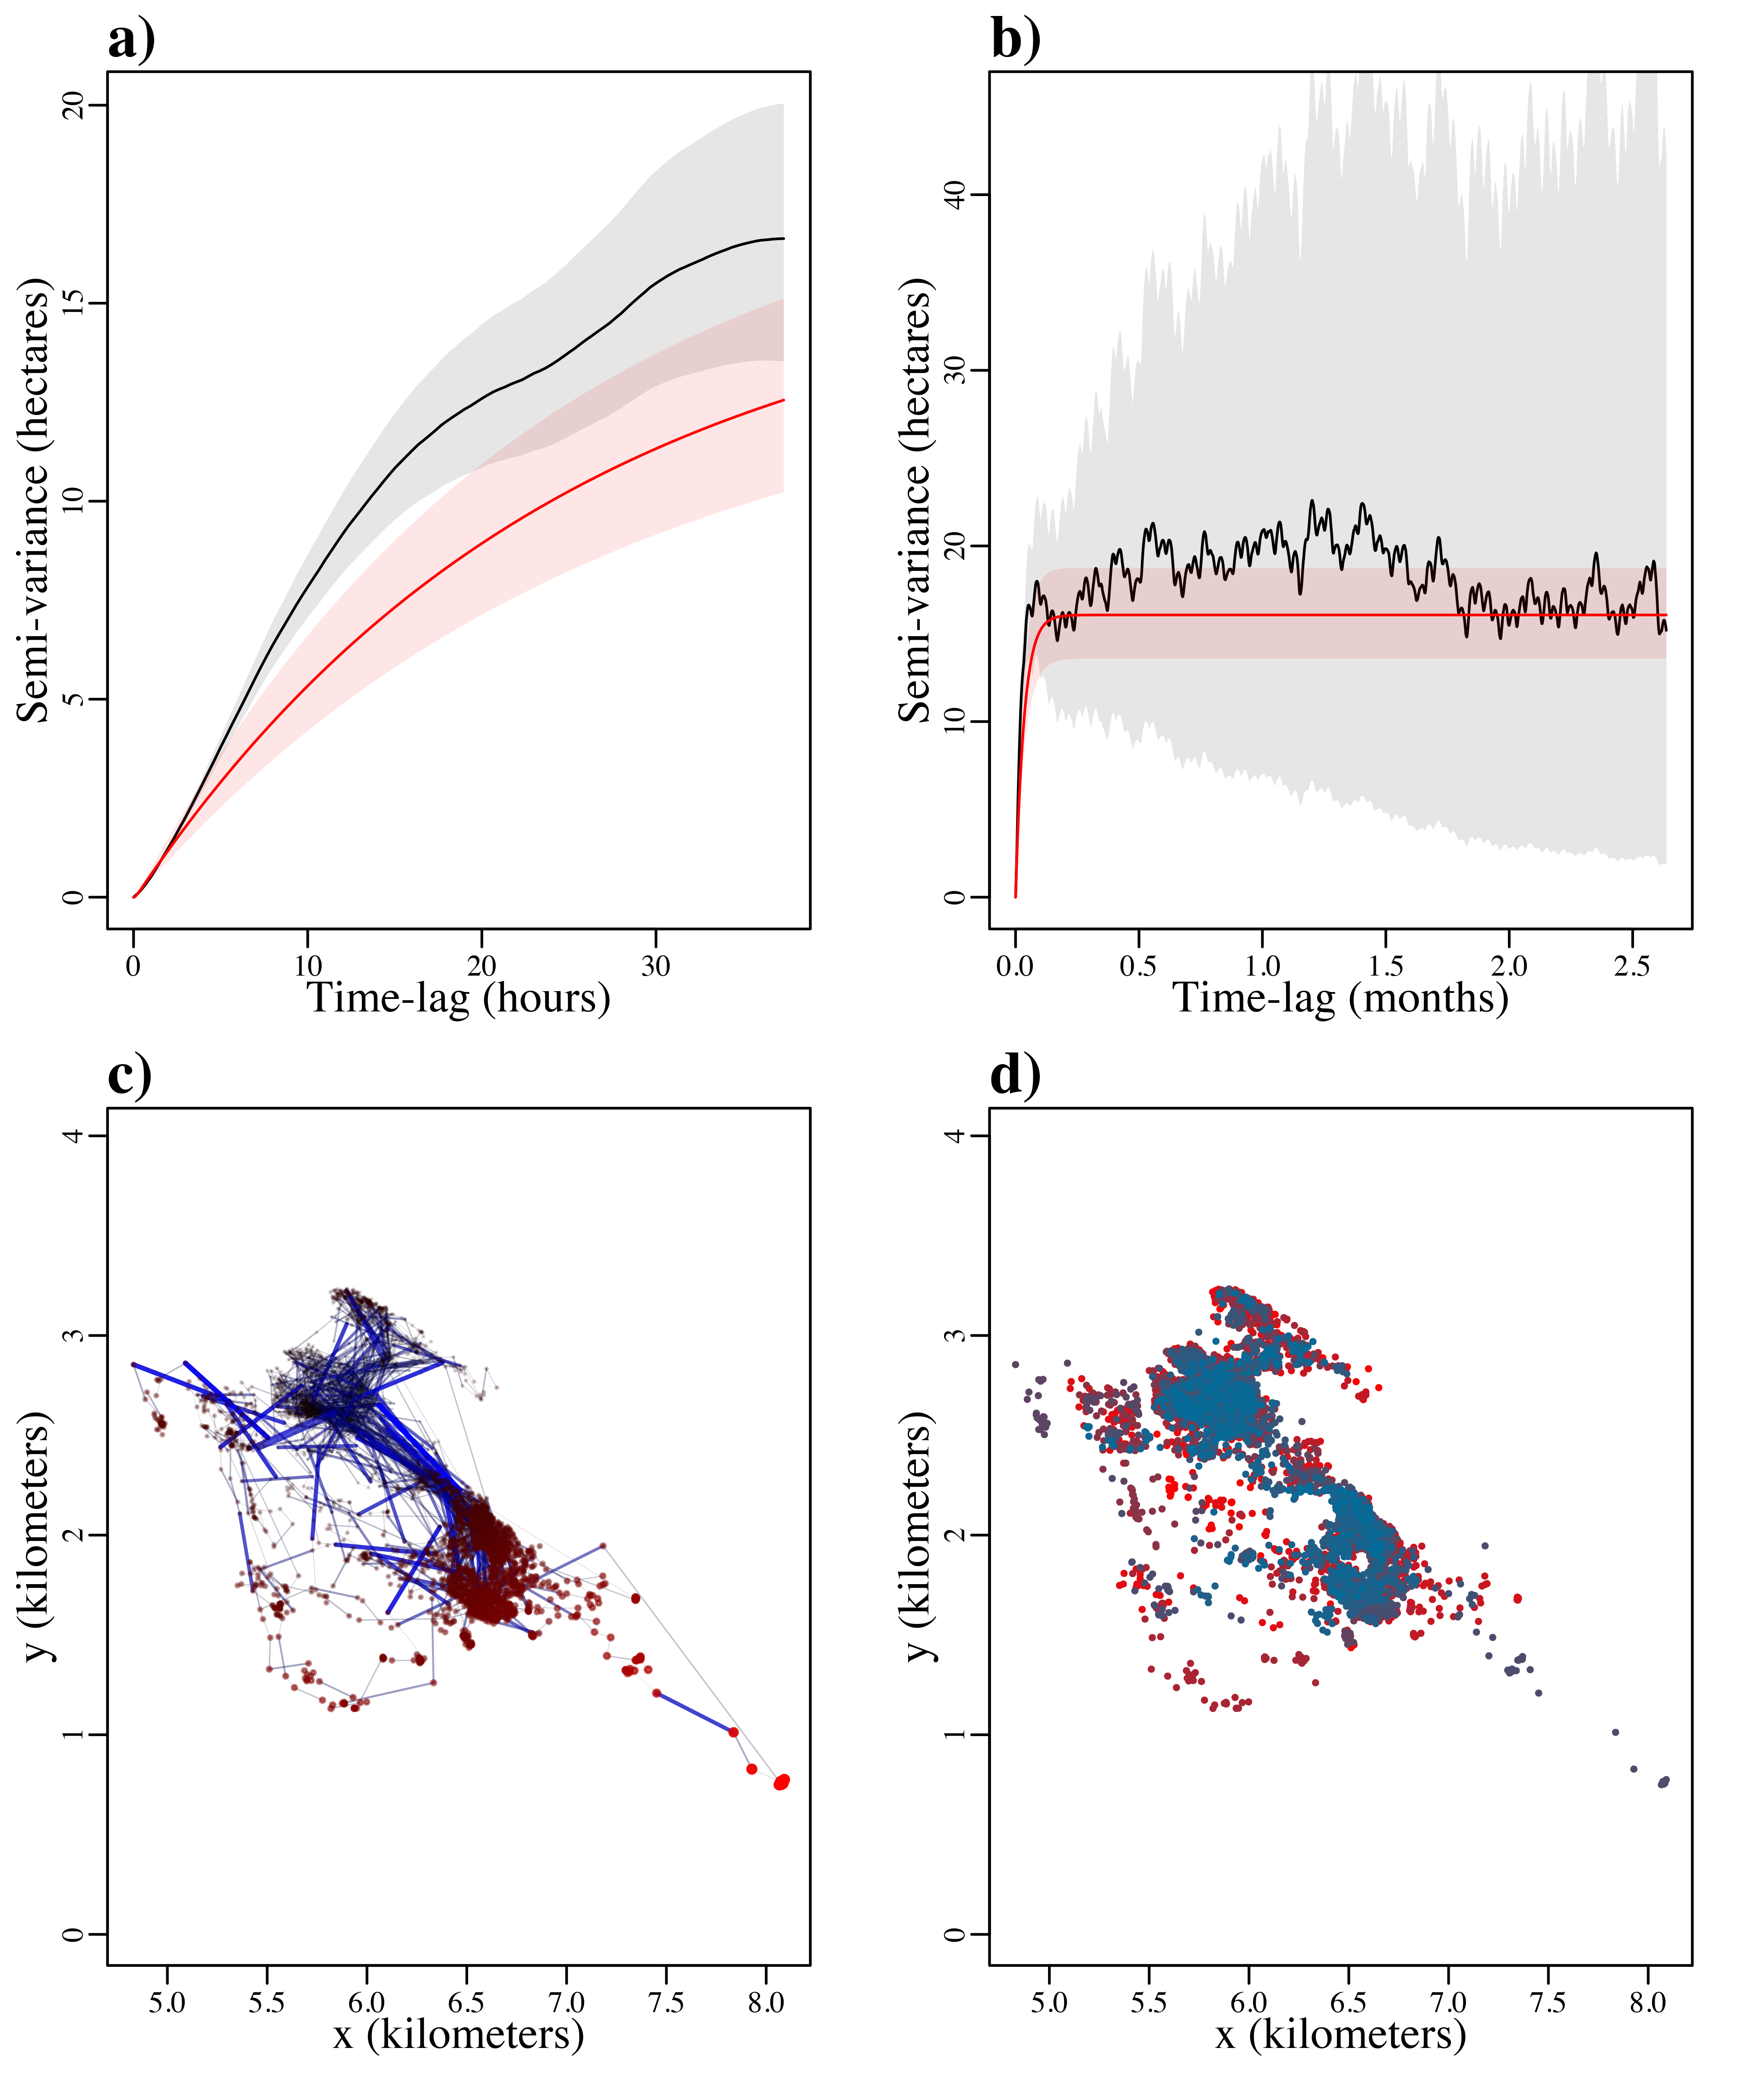 a)
Semi-variance (hectares)
20
15
10
5
0
0 10 20 30
Time-lag (hours)
b)
Semi-variance (hectares)
40
30
20
10
0
0.0 0.5 1.0 1.5 2.0 2.5
Time-lag (months)
c)
y (kilometers)
4
3
2
1
0
5.0 5.5 6.0 6.5 7.0 7.5 8.0
x (kilometers)
d)
y (kilometers)
4
3
2
1
0
5.0 5.5 6.0 6.5 7.0 7.5 8.0
x (kilometers)